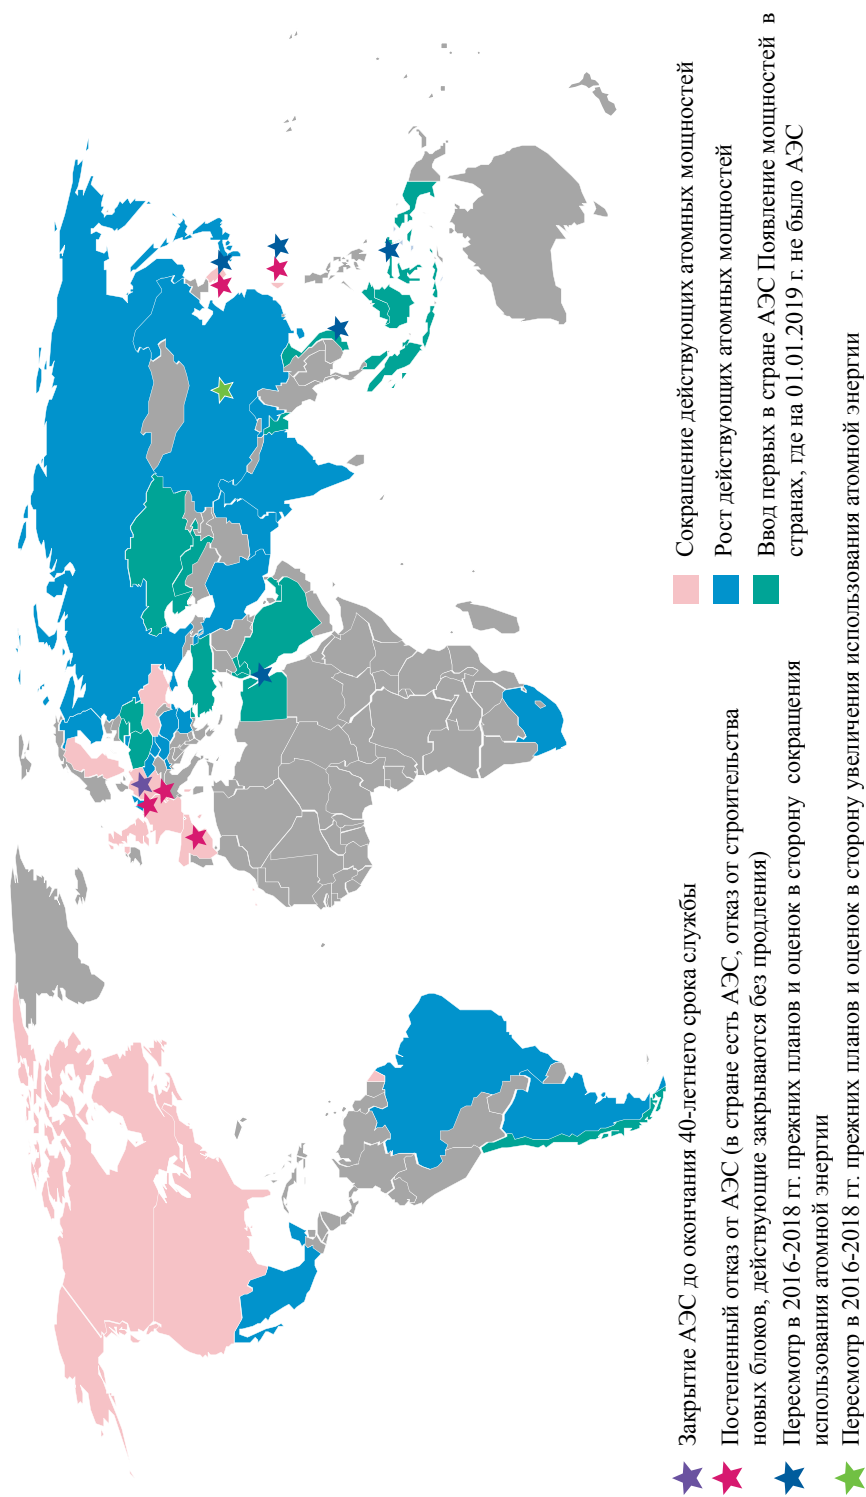 Закрытие АЭС до окончания 40-летнего срока службы
Постепенный отказ от АЭС (в стране есть АЭС, отказ от строительства
новых блоков, действующие закрываются без продления)
Пересмотр в 2016-2018 гг. прежних планов и оценок в сторону сокращения
использования атомной энергии
Пересмотр в 2016-2018 гг. прежних планов и оценок в сторону увеличения использования атомной энергии
Сокращение действующих атомных мощностей
Рост действующих атомных мощностей
Ввод первых в стране АЭС Появление мощностей в
странах, где на 01.01.2019 г. не было АЭС